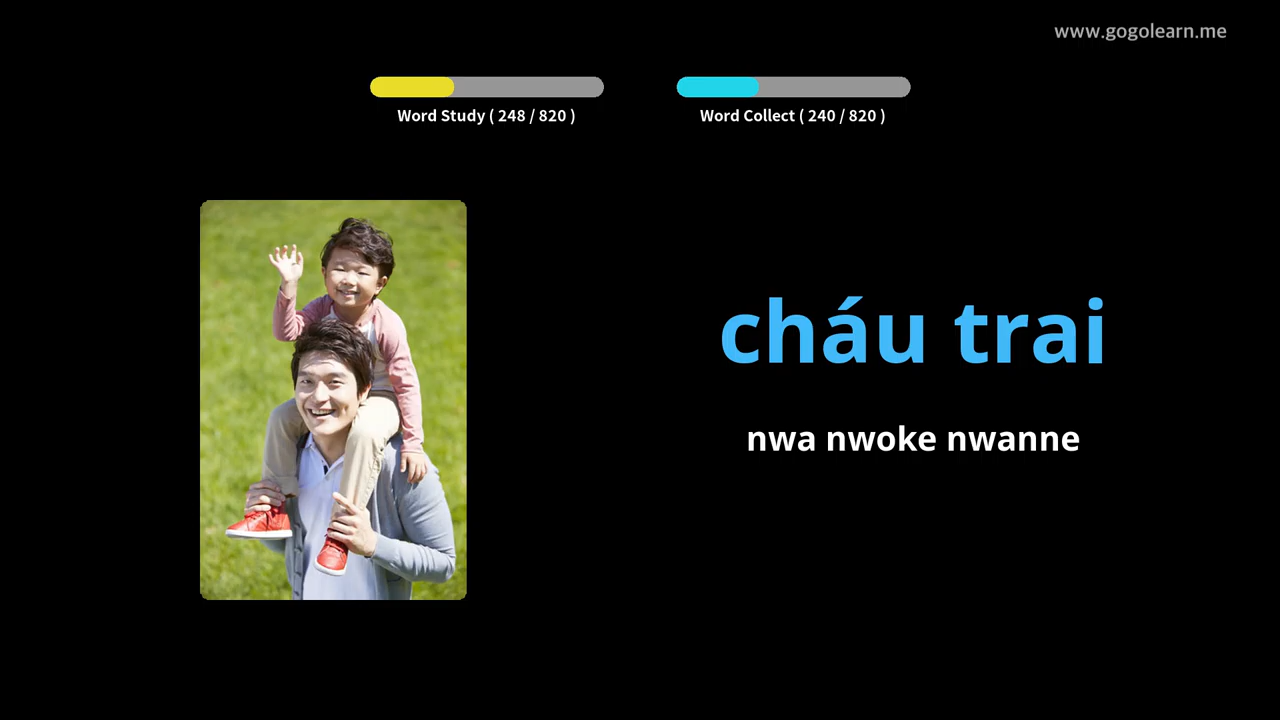 www.gogolearn.me
Word Study ( 248 / 820 )
Word Collect ( 240 / 820 )
cháu trai
nwa nwoke nwanne